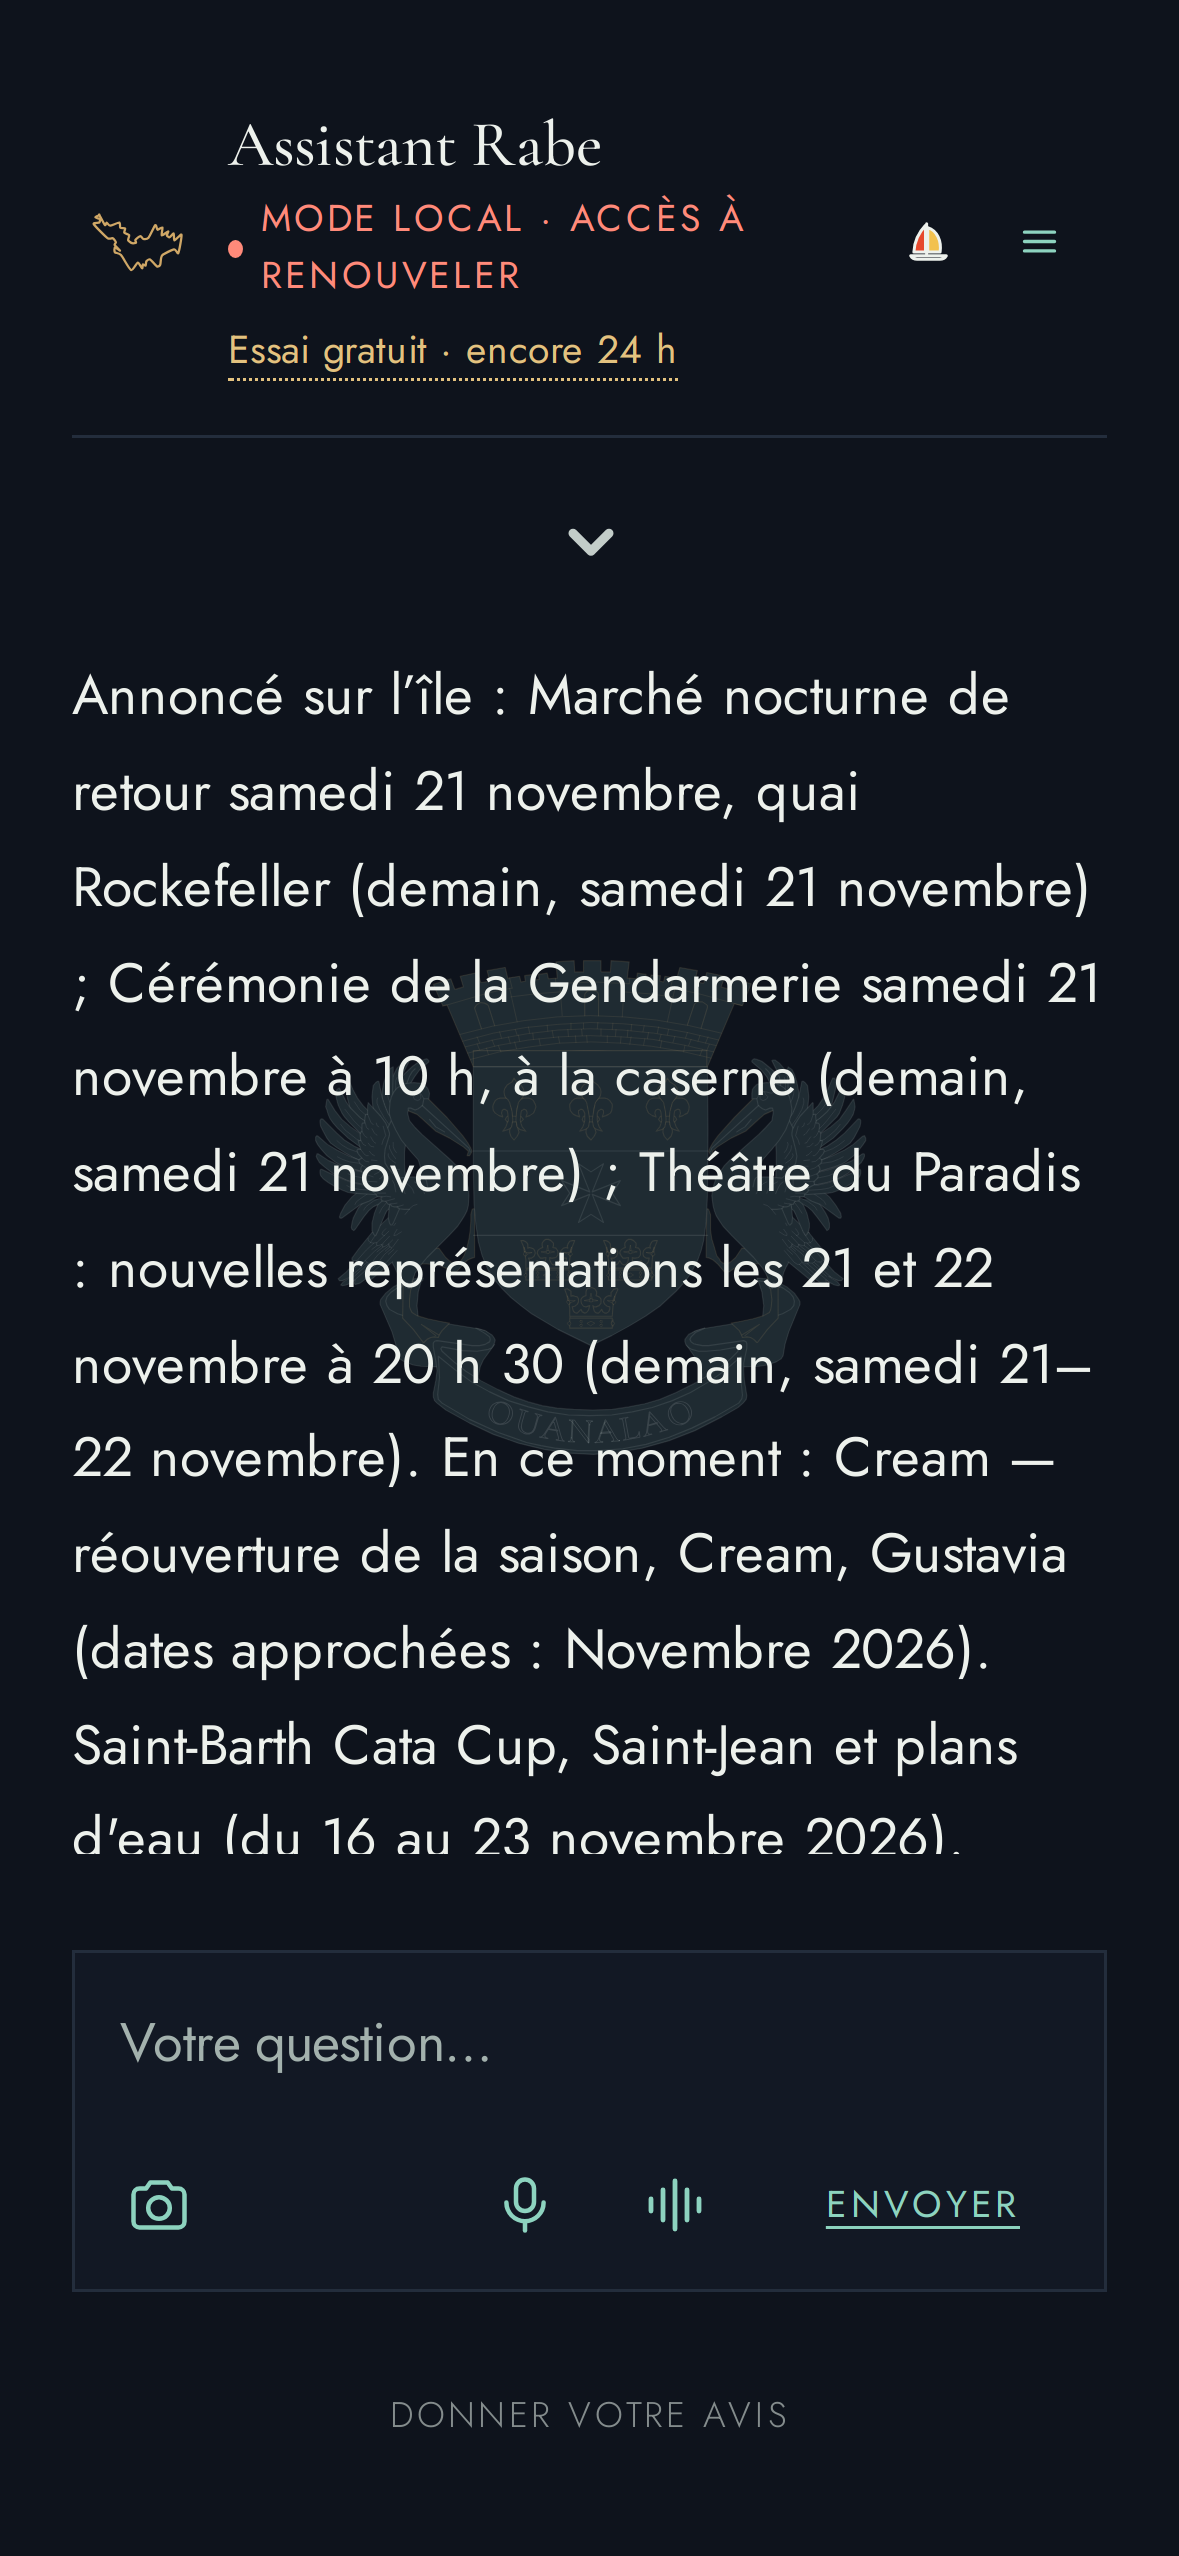 Assistant Rabe
MODE LOCAL · ACCÈS À
RENOUVELER
Essai gratuit · encore 24 h
Annoncé sur l’île : Marché nocturne de
retour samedi 21 novembre, quai
Rockefeller (demain, samedi 21 novembre)
; Cérémonie de la Gendarmerie samedi 21
novembre à 10 h, à la caserne (demain,
samedi 21 novembre) ; Théâtre du Paradis
: nouvelles représentations les 21 et 22
novembre à 20 h 30 (demain, samedi 21–
22 novembre). En ce moment : Cream —
réouverture de la saison, Cream, Gustavia
(dates approchées : Novembre 2026).
Saint-Barth Cata Cup, Saint-Jean et plans
d'eau (du 16 au 23 novembre 2026).
OUANALAO
Votre question...
ENVOYER
DONNER VOTRE AVIS